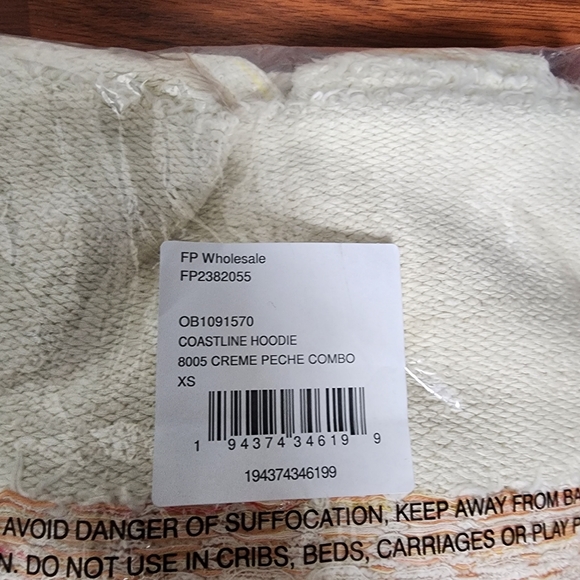 FP Wholesale
FP2382055
OB1091570
COASTLINE HOODIE
8005 CREME PECHE COMBO
XS
1 94374 34619 9
194374346199
AVOID DANGER OF SUFFOCATION, KEEP AWAY FROM BA
N. DO NOT USE IN CRIBS, BEDS, CARRIAGES OR PLAY P